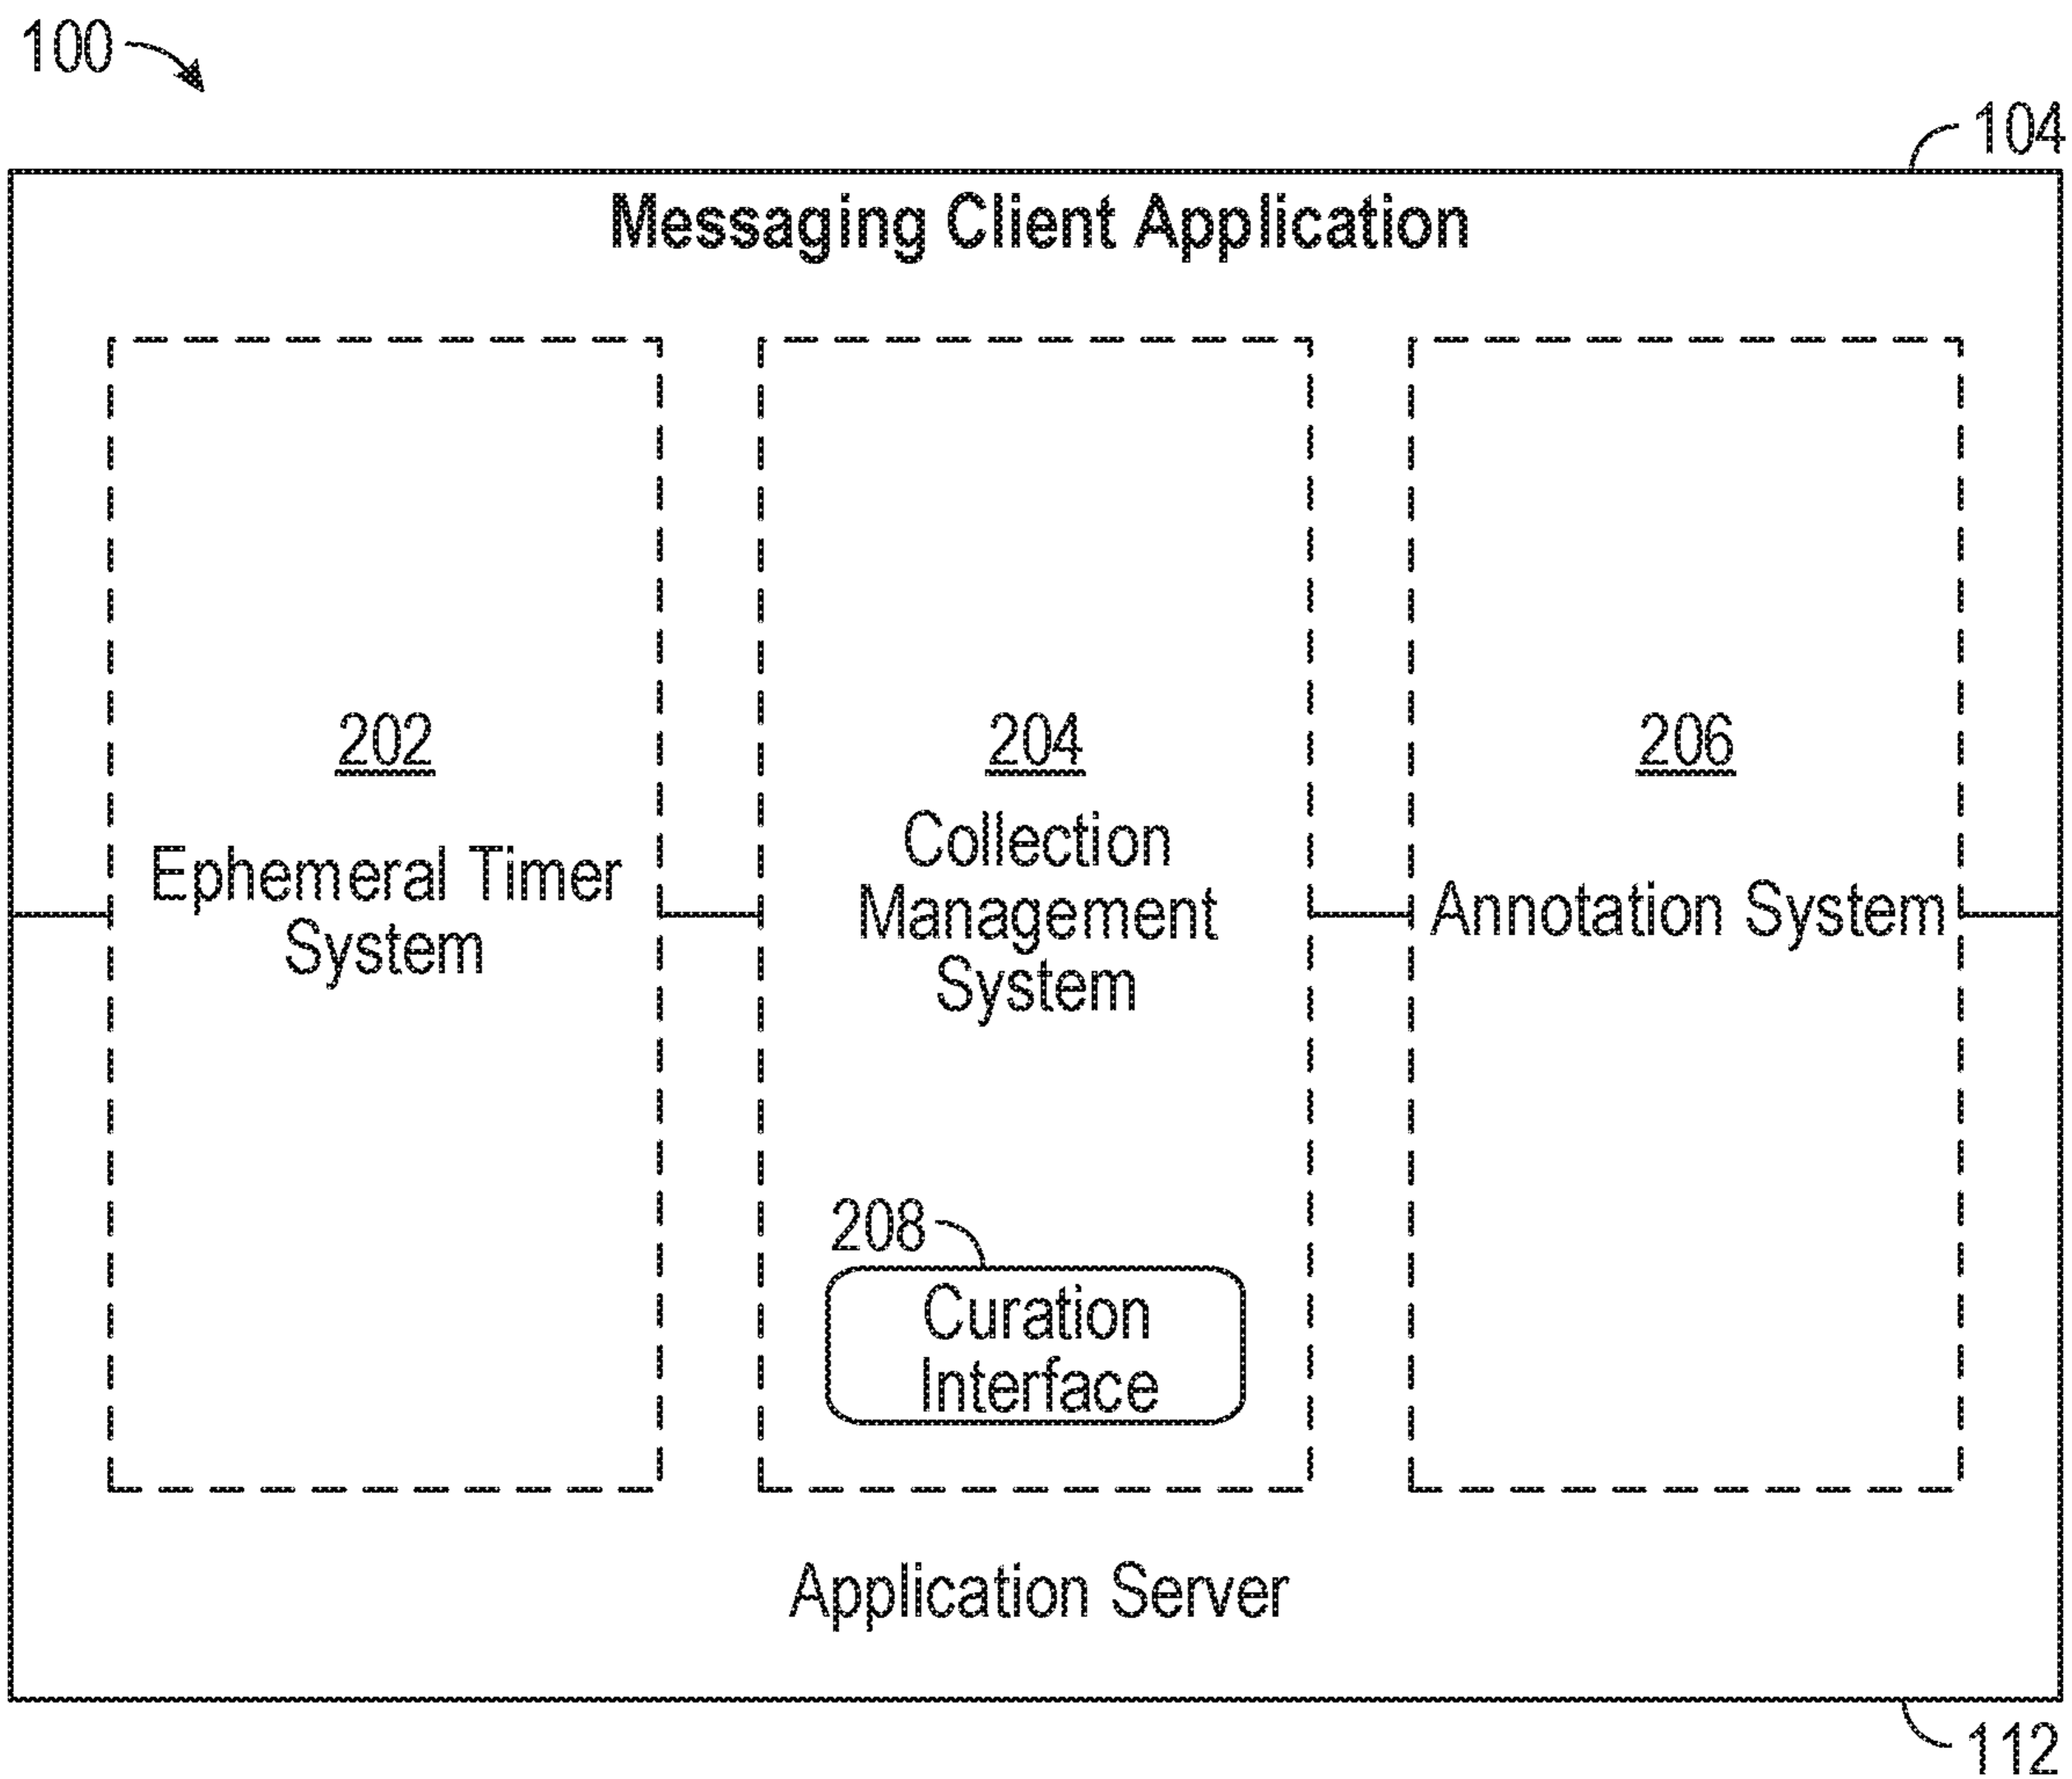 100
104
Messaging Client Application
202
Ephemeral Timer
System
204
Collection
Management
System
206
Annotation System
208
Curation
Interface
Application Server
112